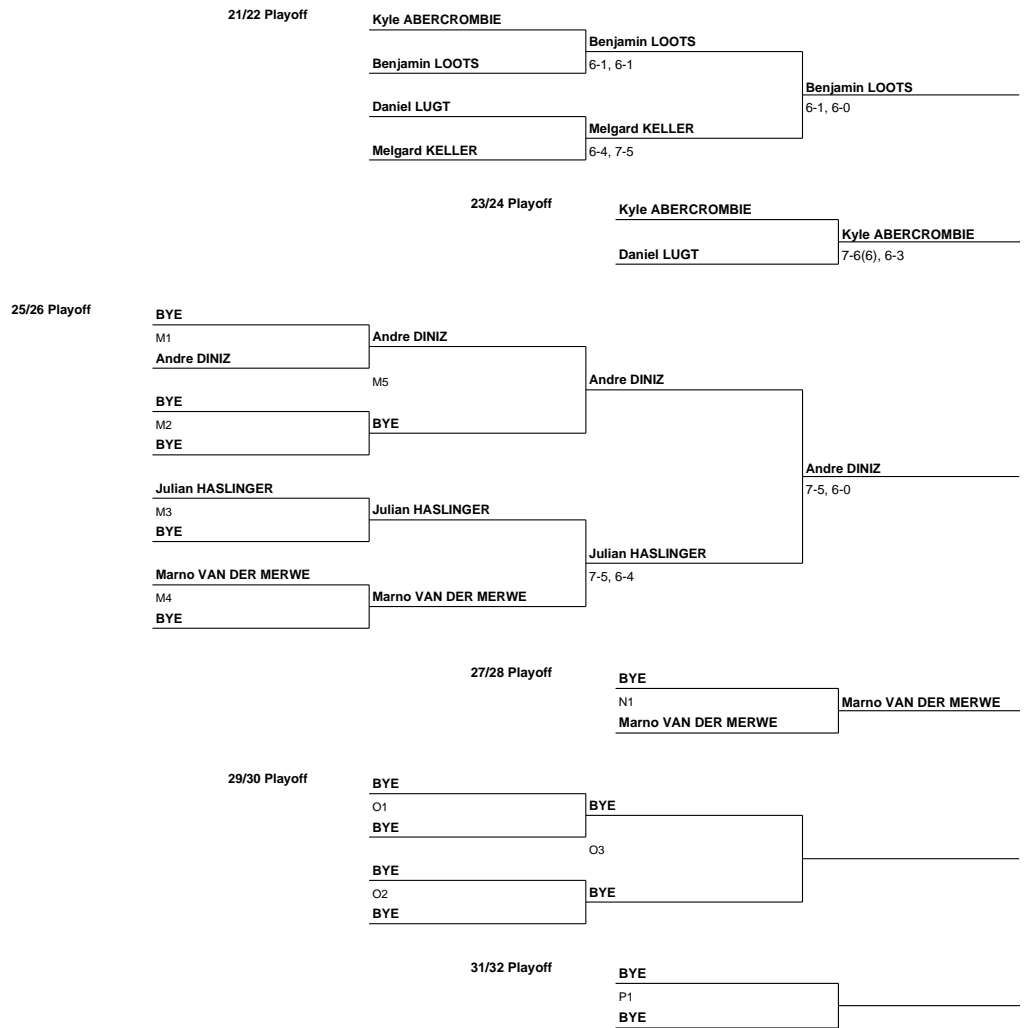 21/22 Playoff
Kyle ABERCROMBIE
Benjamin LOOTS
Benjamin LOOTS
6-1, 6-1
Benjamin LOOTS
6-1, 6-0
Daniel LUGT
Melgard KELLER
Melgard KELLER
6-4, 7-5
23/24 Playoff
Kyle ABERCROMBIE
Kyle ABERCROMBIE
Daniel LUGT
7-6(6), 6-3
25/26 Playoff
BYE
M1
Andre DINIZ
Andre DINIZ
M5
Andre DINIZ
BYE
M2
BYE
BYE
Andre DINIZ
7-5, 6-0
Julian HASLINGER
M3
Julian HASLINGER
BYE
Julian HASLINGER
7-5, 6-4
Marno VAN DER MERWE
M4
Marno VAN DER MERWE
BYE
27/28 Playoff
BYE
N1
Marno VAN DER MERWE
Marno VAN DER MERWE
29/30 Playoff
BYE
O1
BYE
BYE
O3
BYE
O2
BYE
BYE
31/32 Playoff
BYE
P1
BYE